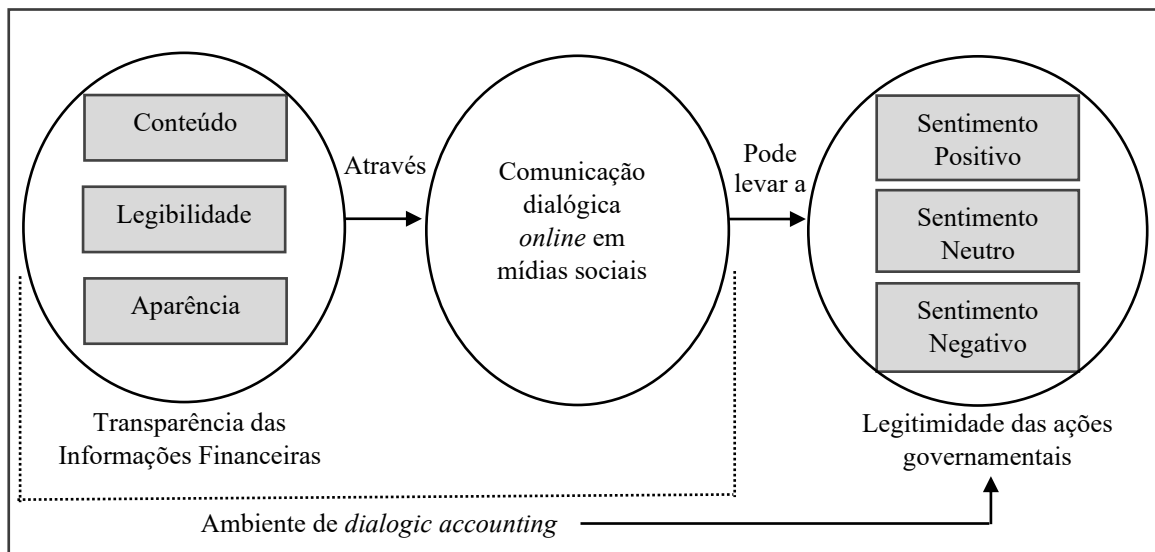 Conteúdo
Legibilidade
Aparência
Transparência das
Informações Financeiras
Através
Comunicação
dialógica
online em
mídias sociais
Pode
levar a
Sentimento
Positivo
Sentimento
Neutro
Sentimento
Negativo
Legitimidade das ações
governamentais
Ambiente de dialogic accounting